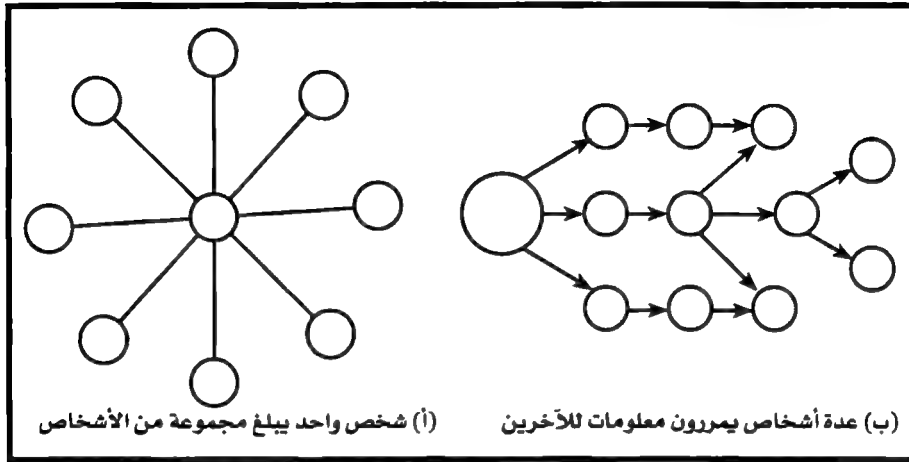 (أ) شخص واحد يبلغ مجموعة من الأشخاص
(ب) عدة أشخاص يمررون معلومات للآخرين